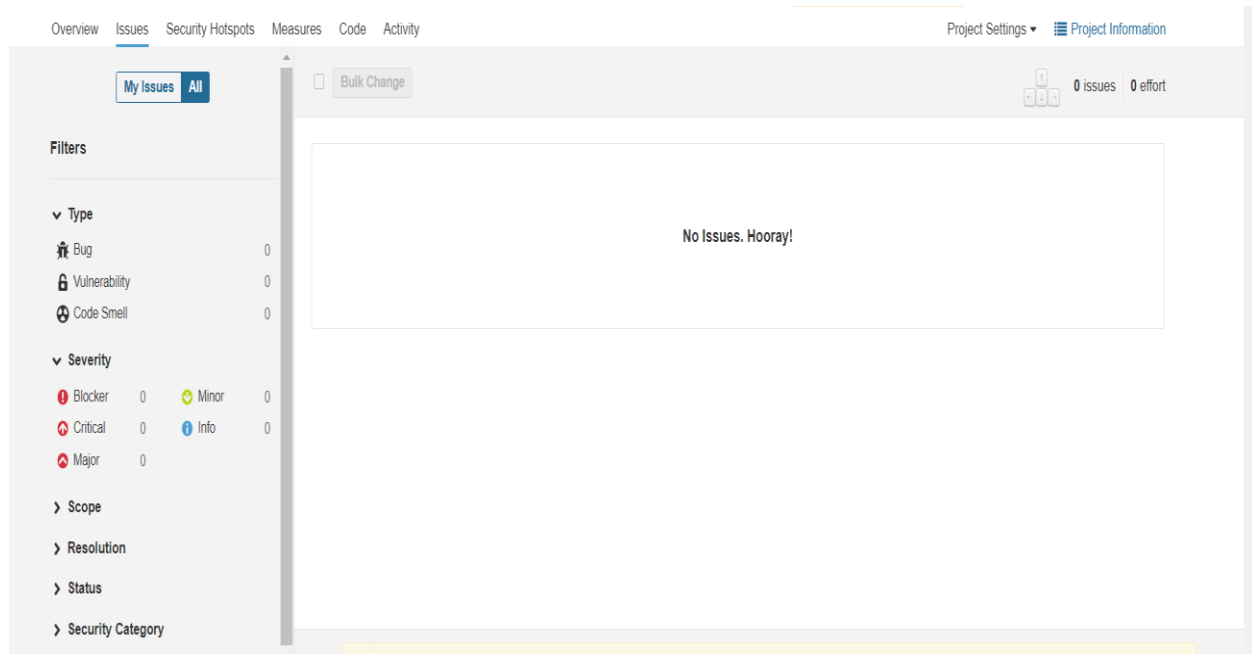 Overview Issues Security Hotspots Measures Code Activity Project Settings Project Information
My Issues All
Bulk Change
0 issues 0 effort
Filters
Type
Bug 0
Vulnerability 0
Code Smell 0
No Issues. Hooray!
Severity
Blocker 0 Minor 0
Critical 0 Info 0
Major 0
Scope
Resolution
Status
Security Category